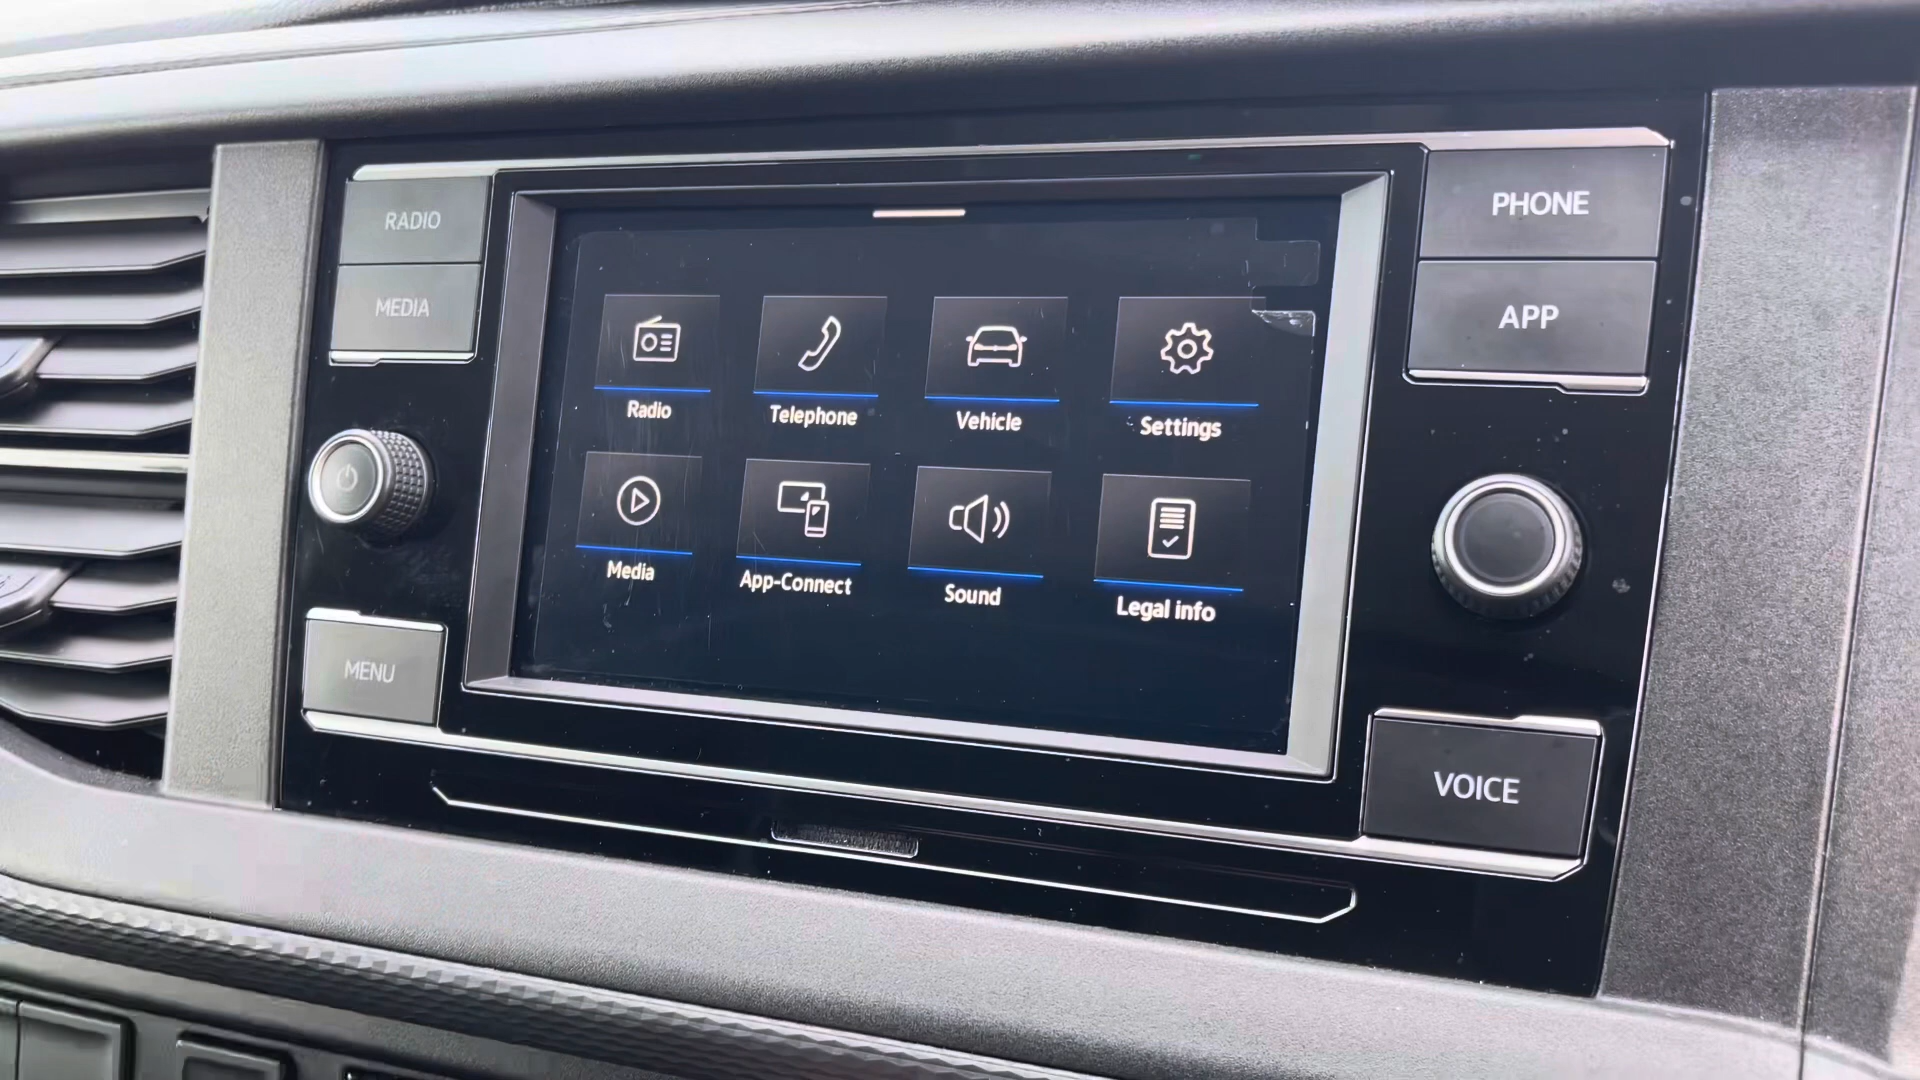 RADIO
MEDIA
MENU
Radio
Telephone
Vehicle
Settings
Media
App-Connect
Sound
Legal info
PHONE
APP
VOICE